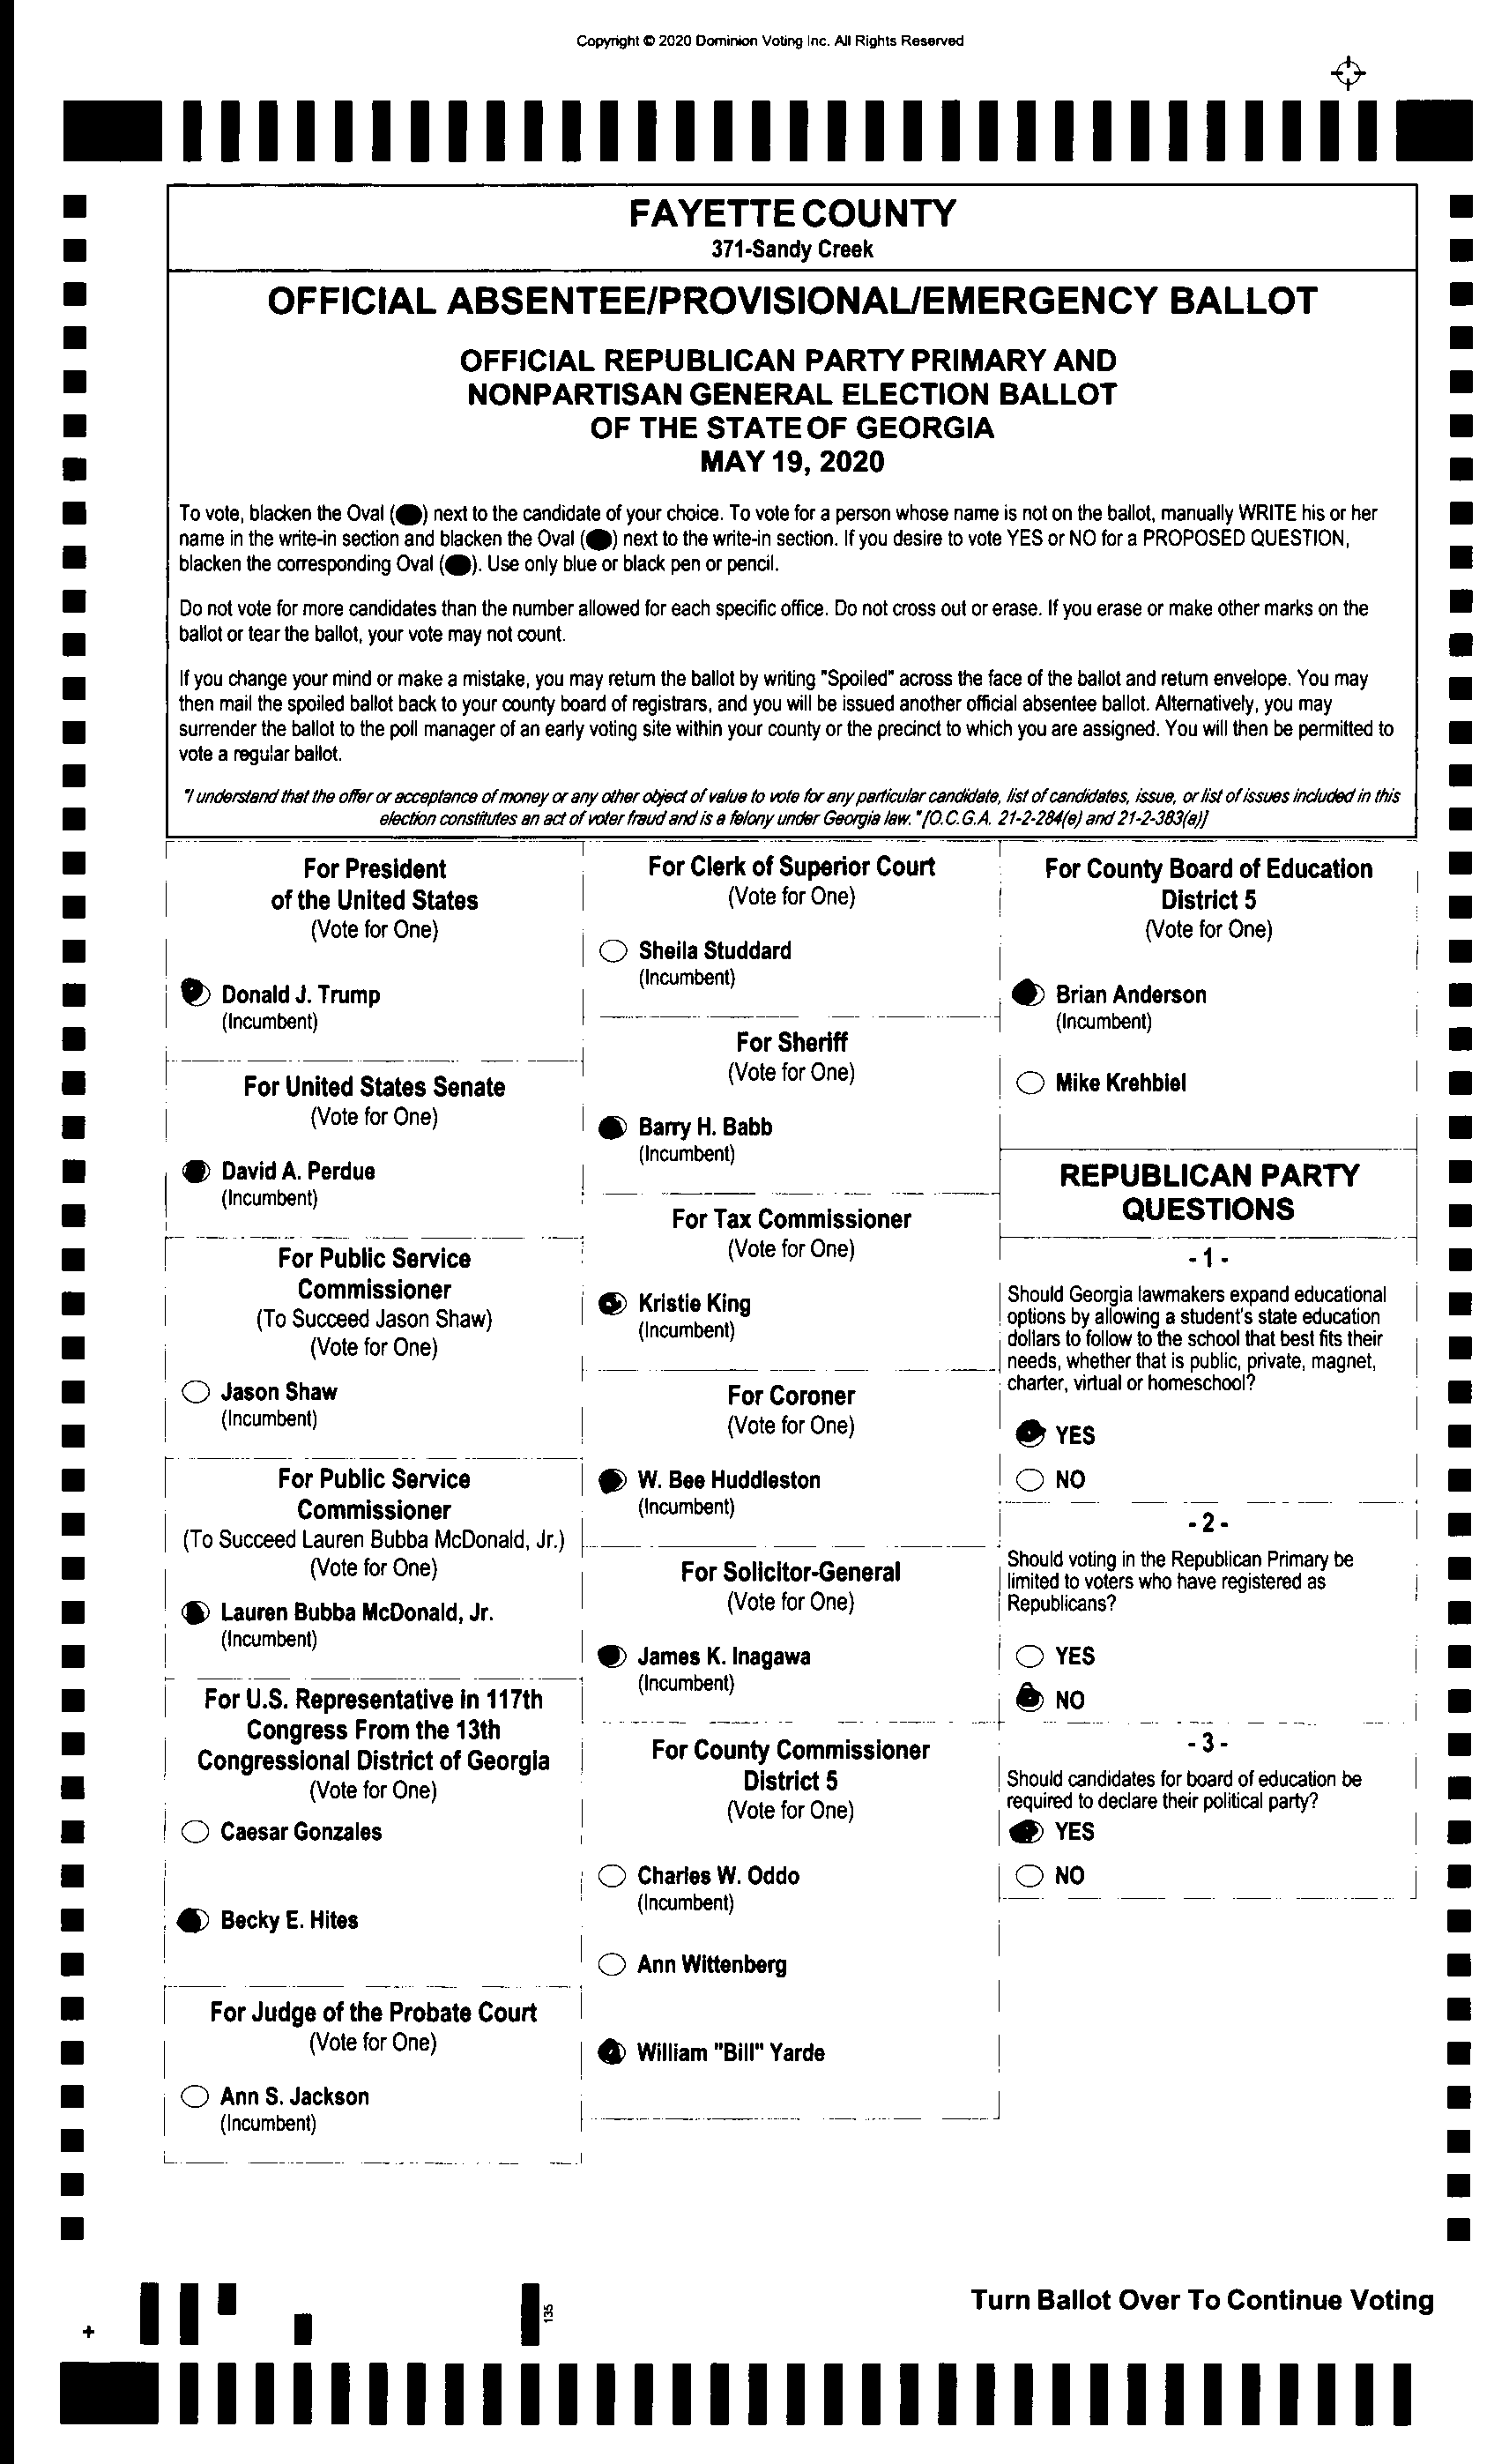 Copyright © 2020 Dominion Voting Inc. All Rights Reserved
FAYETTE COUNTY
371-Sandy Creek
OFFICIAL ABSENTEE/PROVISIONAL/EMERGENCY BALLOT
OFFICIAL REPUBLICAN PARTY PRIMARY AND
NONPARTISAN GENERAL ELECTION BALLOT
OF THE STATE OF GEORGIA
MAY 19, 2020
To vote, blacken the Oval ( ) next to the candidate of your choice. To vote for a person whose name is not on the ballot, manually WRITE his or her
name in the write-in section and blacken the Oval ( ) next to the write-in section. If you desire to vote YES or NO for a PROPOSED QUESTION,
blacken the corresponding Oval ( ). Use only blue or black pen or pencil.
Do not vote for more candidates than the number allowed for each specific office. Do not cross out or erase. If you erase or make other marks on the
ballot or tear the ballot, your vote may not count.
If you change your mind or make a mistake, you may return the ballot by writing "Spoiled" across the face of the ballot and return envelope. You may
then mail the spoiled ballot back to your county board of registrars, and you will be issued another official absentee ballot. Alternatively, you may
surrender the ballot to the poll manager of an early voting site within your county or the precinct to which you are assigned. You will then be permitted to
vote a regular ballot.
"I understand that the offer or acceptance of money or any other object of value to vote for any particular candidate, list of candidates, issue, or list of issues included in this
election constitutes an act of voter fraud and is a felony under Georgia law." [O.C.G.A. 21-2-284(e) and 21-2-383(a)]
For President
of the United States
(Vote for One)
Donald J. Trump
(Incumbent)
For United States Senate
(Vote for One)
David A. Perdue
(Incumbent)
For Public Service
Commissioner
(To Succeed Jason Shaw)
(Vote for One)
Jason Shaw
(Incumbent)
For Public Service
Commissioner
(To Succeed Lauren Bubba McDonald, Jr.)
(Vote for One)
Lauren Bubba McDonald, Jr.
(Incumbent)
For U.S. Representative in 117th
Congress From the 13th
Congressional District of Georgia
(Vote for One)
Caesar Gonzales
Becky E. Hites
For Judge of the Probate Court
(Vote for One)
Ann S. Jackson
(Incumbent)
For Clerk of Superior Court
(Vote for One)
Sheila Studdard
(Incumbent)
For Sheriff
(Vote for One)
Barry H. Babb
(Incumbent)
For Tax Commissioner
(Vote for One)
Kristie King
(Incumbent)
For Coroner
(Vote for One)
W. Bee Huddleston
(Incumbent)
For Solicitor-General
(Vote for One)
James K. Inagawa
(Incumbent)
For County Commissioner
District 5
(Vote for One)
Charles W. Oddo
(Incumbent)
Ann Wittenberg
William "Bill" Yarde
For County Board of Education
District 5
(Vote for One)
Brian Anderson
(Incumbent)
Mike Krehbiel
REPUBLICAN PARTY
QUESTIONS
- 1 -
Should Georgia lawmakers expand educational
options by allowing a student's state education
dollars to follow to the school that best fits their
needs, whether that is public, private, magnet,
charter, virtual or homeschool?
YES
NO
- 2 -
Should voting in the Republican Primary be
limited to voters who have registered as
Republicans?
YES
NO
- 3 -
Should candidates for board of education be
required to declare their political party?
YES
NO
Turn Ballot Over To Continue Voting
135
+